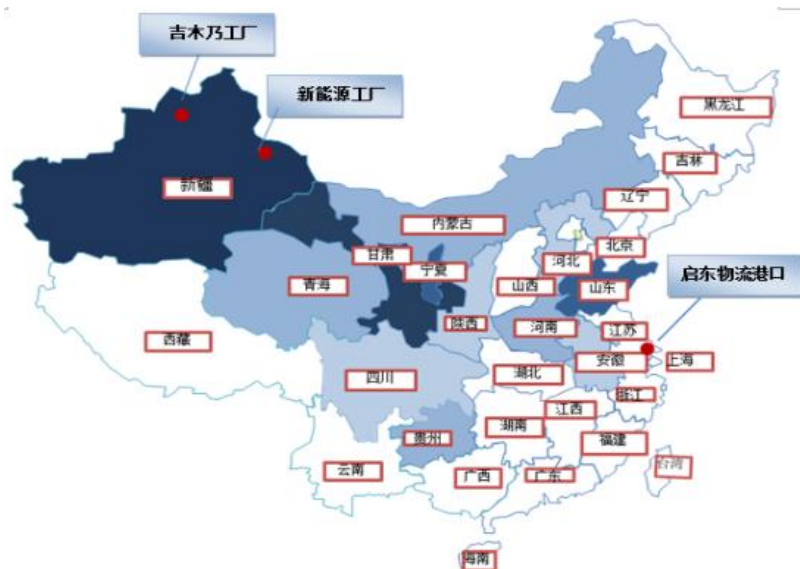 吉木乃工厂
新能源工厂
黑龙江
吉林
新疆
辽宁
内蒙古
北京
甘肃
河北
宁夏
青海
山西
山东
启东物流港口
陕西
河南
江苏
西藏
安徽
上海
湖北
四川
浙江
江西
湖南
贵州
福建
台湾
云南
广西
广东
海南